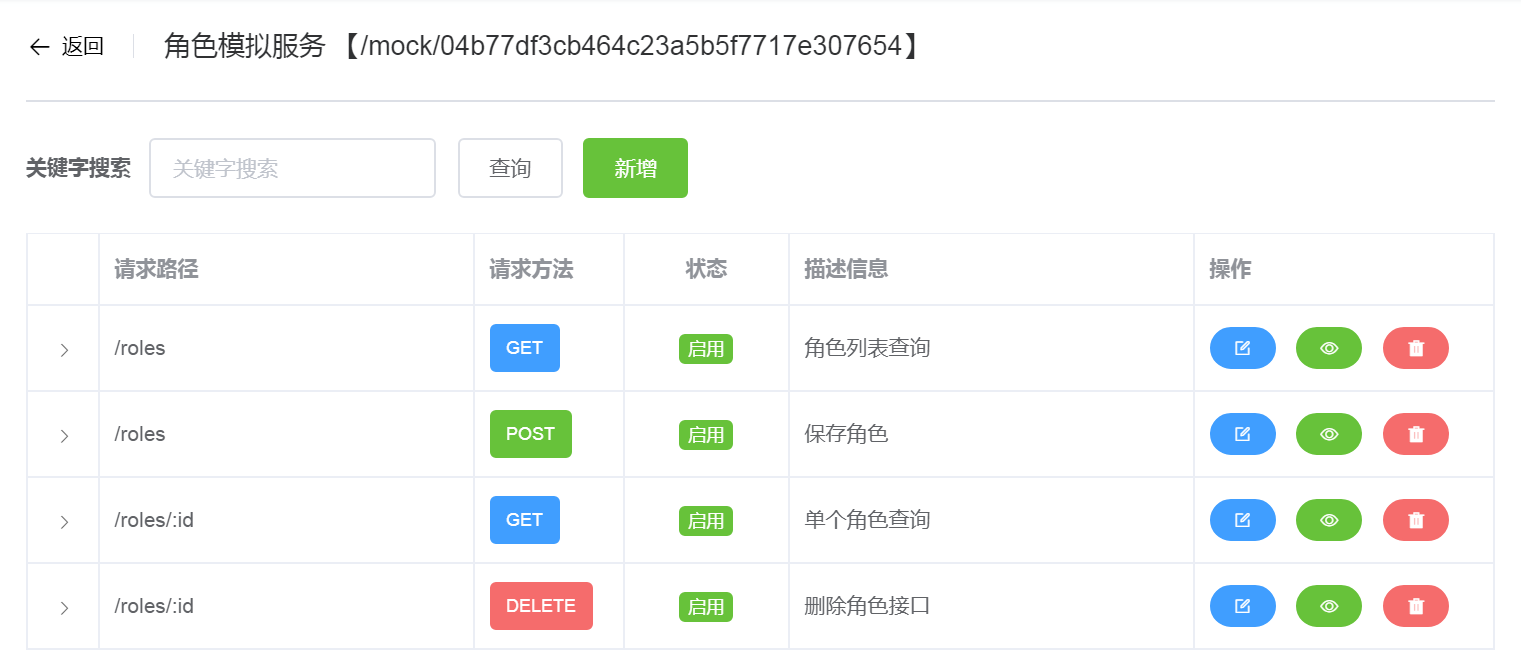 返回 角色模拟服务 【/mock/04b77df3cb464c23a5b5f7717e307654】
关键字搜索 关键字搜索 查询 新增
请求路径 请求方法 状态 描述信息 操作
/roles GET 启用 角色列表查询
/roles POST 启用 保存角色
/roles/:id GET 启用 单个角色查询
/roles/:id DELETE 启用 删除角色接口